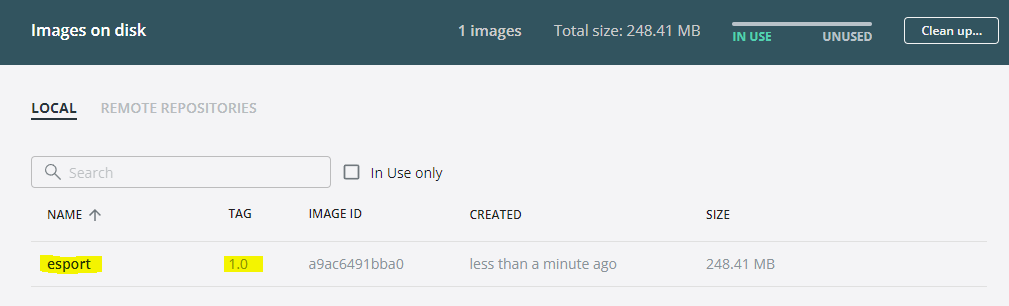 Images on disk 1 images Total size: 248.41 MB IN USE UNUSED Clean up...
LOCAL REMOTE REPOSITORIES
Search In Use only
NAME TAG IMAGE ID CREATED SIZE
esport 1.0 a9ac6491bba0 less than a minute ago 248.41 MB